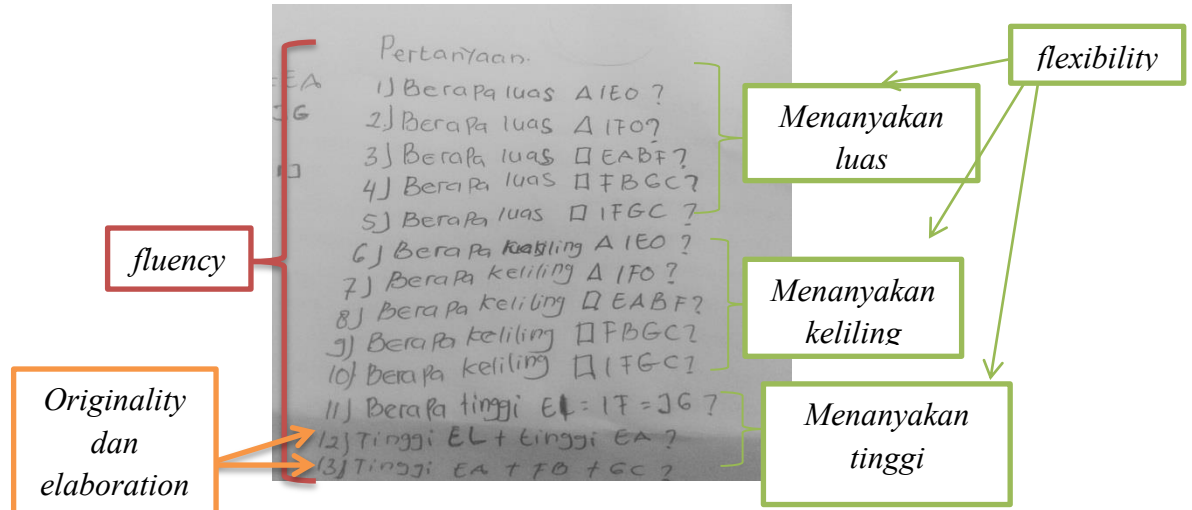 Pertanyaan.
EA
JG
1) Berapa luas Δ IEO ?
2) Berapa luas Δ IFO?
3) Berapa luas □ EABF?
4) Berapa luas □ FBGC?
5) Berapa luas □ IFGC ?
6) Berapa keliling Δ IEO ?
7) Berapa keliling Δ IFO ?
8) Berapa keliling □ EABF?
9) Berapa keliling □ FBGC?
10) Berapa keliling □ IFGC?
11) Berapa tinggi EL = IF = JG ?
12) Tinggi EL + tinggi EA ?
13) Tinggi EA + FB + GC ?
fluency
Originality
dan
elaboration
flexibility
Menanyakan
luas
Menanyakan
keliling
Menanyakan
tinggi